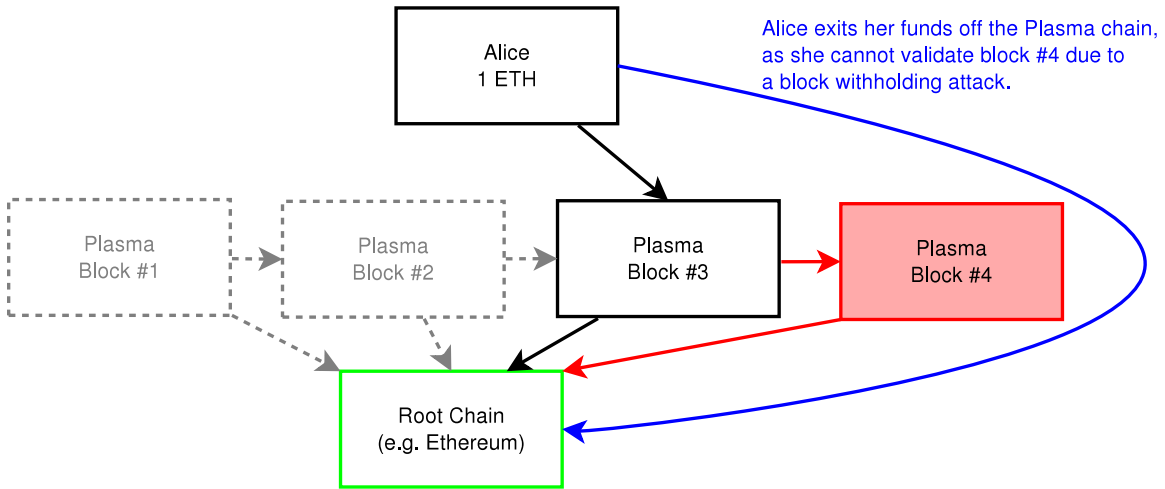 Alice
1 ETH
Alice exits her funds off the Plasma chain,
as she cannot validate block #4 due to
a block withholding attack.
Plasma
Block #1
Plasma
Block #2
Plasma
Block #3
Plasma
Block #4
Root Chain
(e.g. Ethereum)